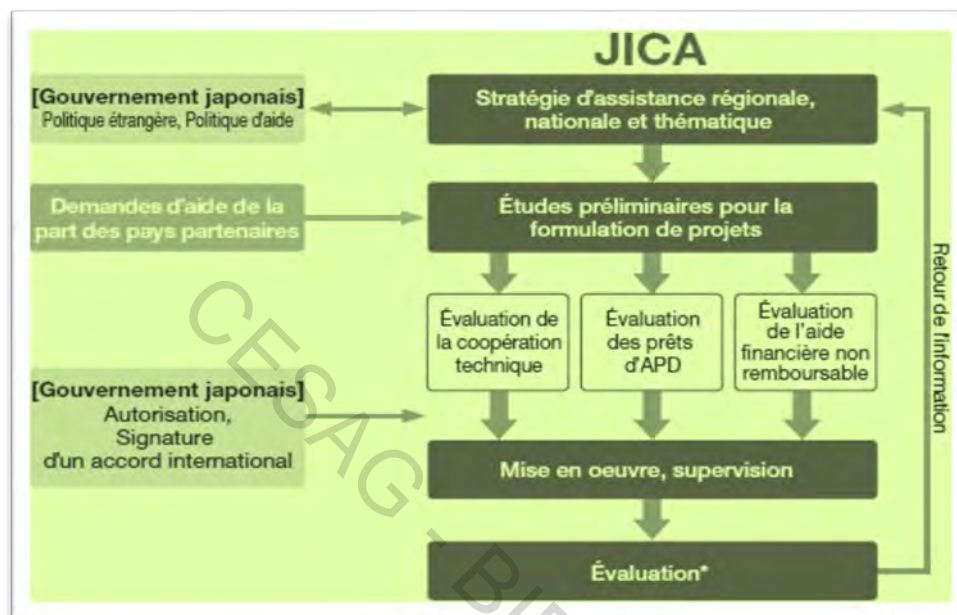 JICA
[Gouvernement japonais]
Politique étrangère, Politique d'aide
Stratégie d'assistance régionale,
nationale et thématique
Demandes d'aide de la
part des pays partenaires
Études préliminaires pour la
formulation de projets
Évaluation de
la coopération
technique
Évaluation
des prêts
d'APD
Évaluation
de l'aide
financière non
remboursable
[Gouvernement japonais]
Autorisation,
Signature
d'un accord international
Mise en oeuvre, supervision
Évaluation*
Retour de l'information
CESAG -